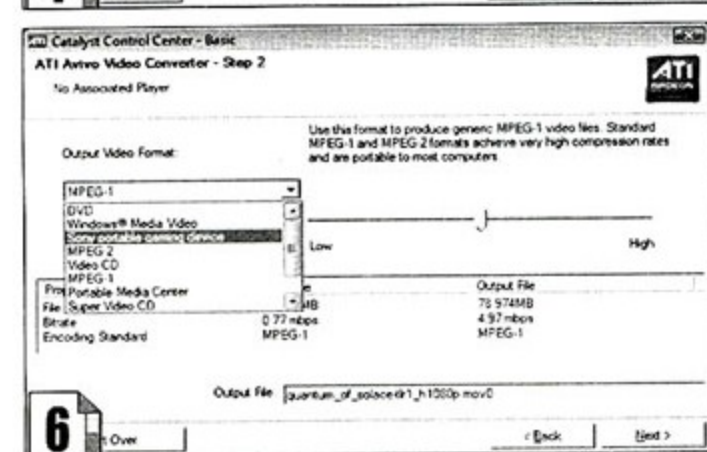 Catalyst Control Center - Basic
ATI Avivo Video Converter - Step 2
No Associated Player
ATI
RADEON
Use this format to produce generic MPEG-1 video files. Standard
MPEG-1 and MPEG 2 formats achieve very high compression rates
and are portable to most computers
Output Video Format:
MPEG-1
DVD
Windows® Media Video
Sony portable gaming device
MPEG 2
Video CD
MPEG-1
Portable Media Center
Super Video CD
Low
High
Output File
File
MB
78 974MB
Bitrate
0.77 mbps
4.97 mbps
Encoding Standard
MPEG-1
MPEG-1
Output File
6
t Over
< Back
Next >